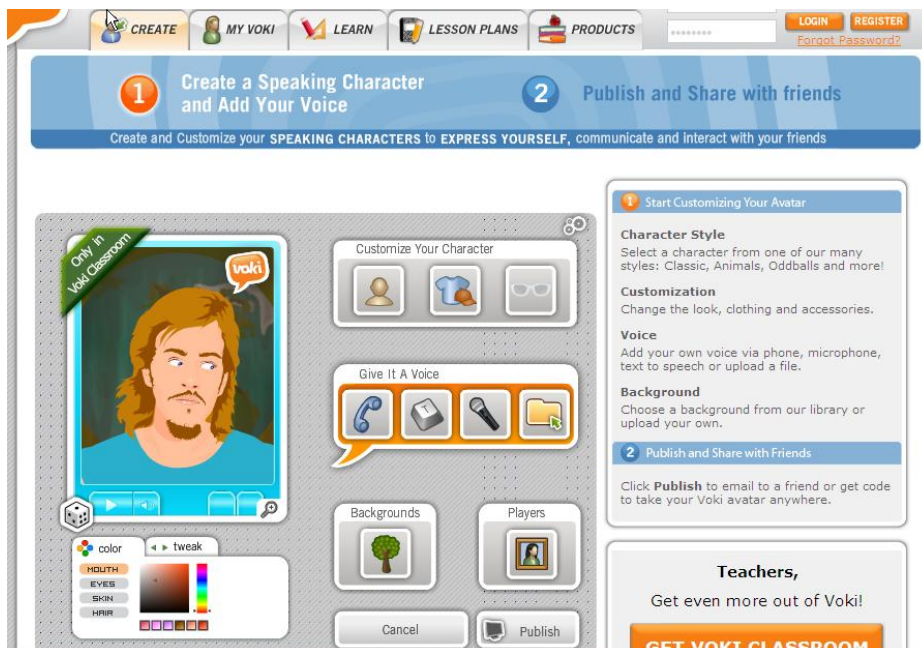 CREATE
MY VOKI
LEARN
LESSON PLANS
PRODUCTS
••••••••
LOGIN
REGISTER
Forgot Password?
1
Create a Speaking Character
and Add Your Voice
2
Publish and Share with friends
Create and Customize your SPEAKING CHARACTERS to EXPRESS YOURSELF, communicate and interact with your friends
Only in
Voki Classroom
voki
Customize Your Character
Give It A Voice
T
Backgrounds
Players
color
tweak
MOUTH
EYES
SKIN
HAIR
Cancel
Publish
1 Start Customizing Your Avatar
Character Style
Select a character from one of our many
styles: Classic, Animals, Oddballs and more!
Customization
Change the look, clothing and accessories.
Voice
Add your own voice via phone, microphone,
text to speech or upload a file.
Background
Choose a background from our library or
upload your own.
2 Publish and Share with Friends
Click Publish to email to a friend or get code
to take your Voki avatar anywhere.
Teachers,
Get even more out of Voki!
GET VOKI CLASSROOM